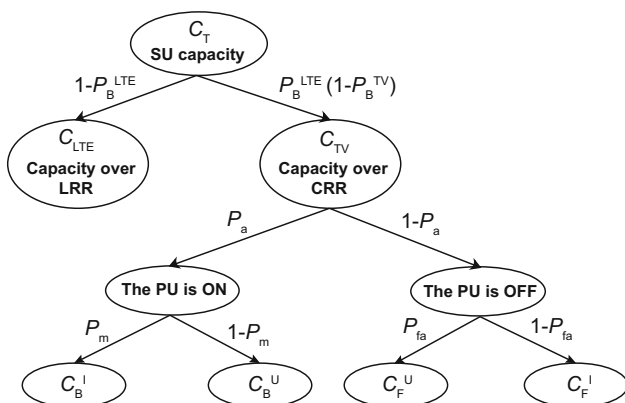 C_T
SU capacity
1-P_B^LTE
P_B^LTE (1-P_B^TV)
C_LTE
Capacity over
LRR
C_TV
Capacity over
CRR
P_a
1-P_a
The PU is ON
The PU is OFF
P_m
1-P_m
P_fa
1-P_fa
C_B^I
C_B^U
C_F^U
C_F^I